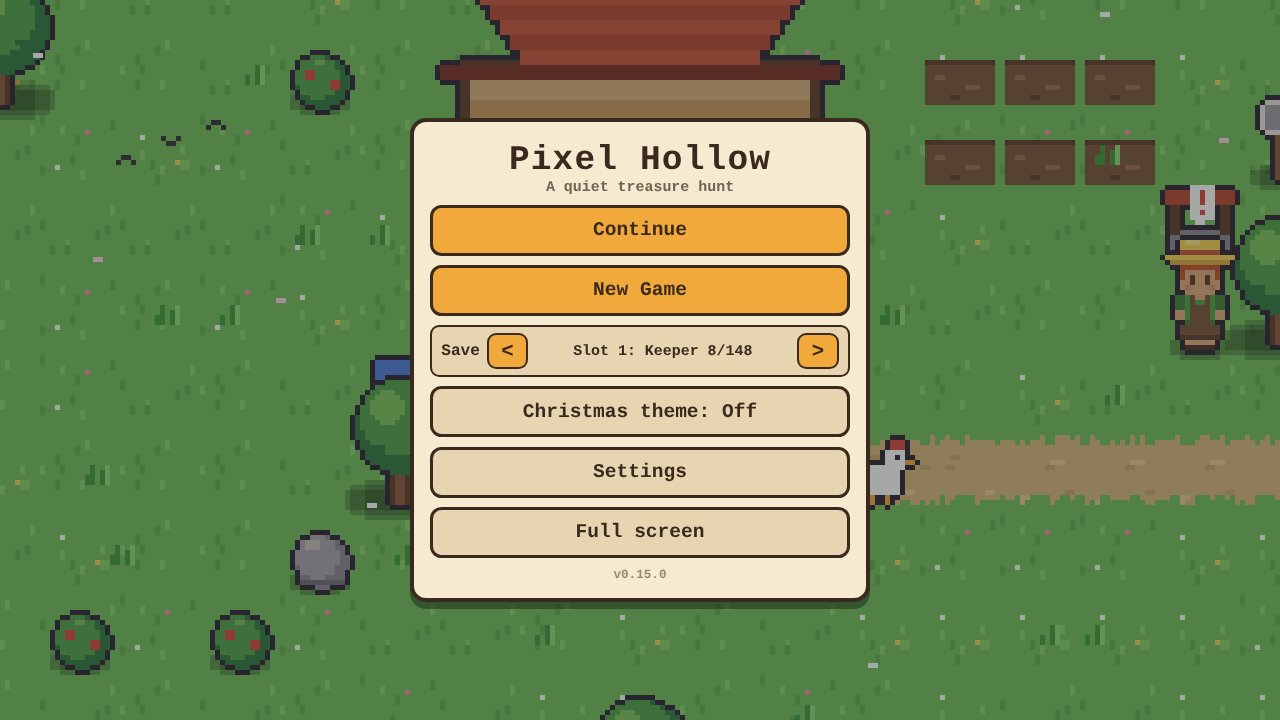 Pixel Hollow
A quiet treasure hunt
Continue
New Game
Save < Slot 1: Keeper 8/148 >
Christmas theme: Off
Settings
Full screen
v0.15.0